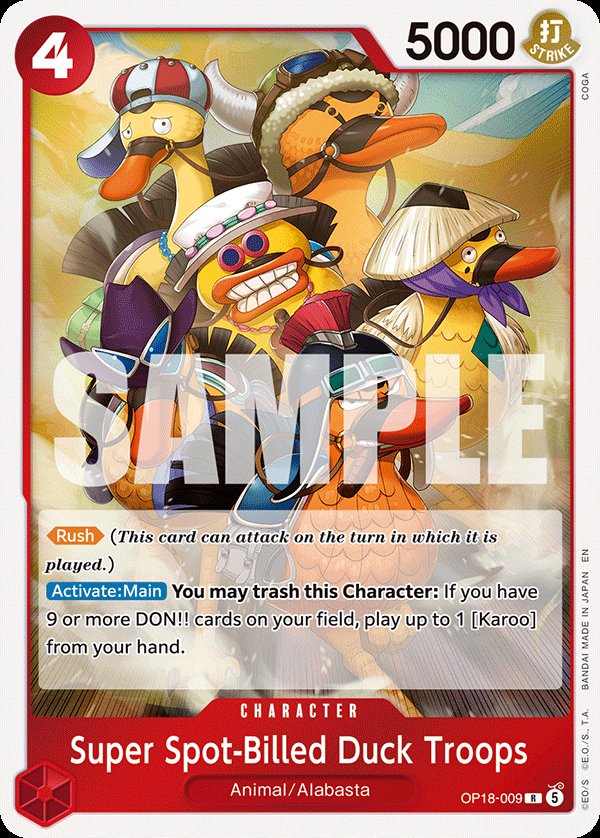 4
5000
打
STRIKE
COGA
SAMPLE
Rush (This card can attack on the turn in which it is
played.)
Activate:Main You may trash this Character: If you have
9 or more DON!! cards on your field, play up to 1 [Karoo]
from your hand.
CHARACTER
Super Spot-Billed Duck Troops
Animal/Alabasta
OP18-009 R 5
©EO/S ©E.O./S., T.A. BANDAI MADE IN JAPAN EN